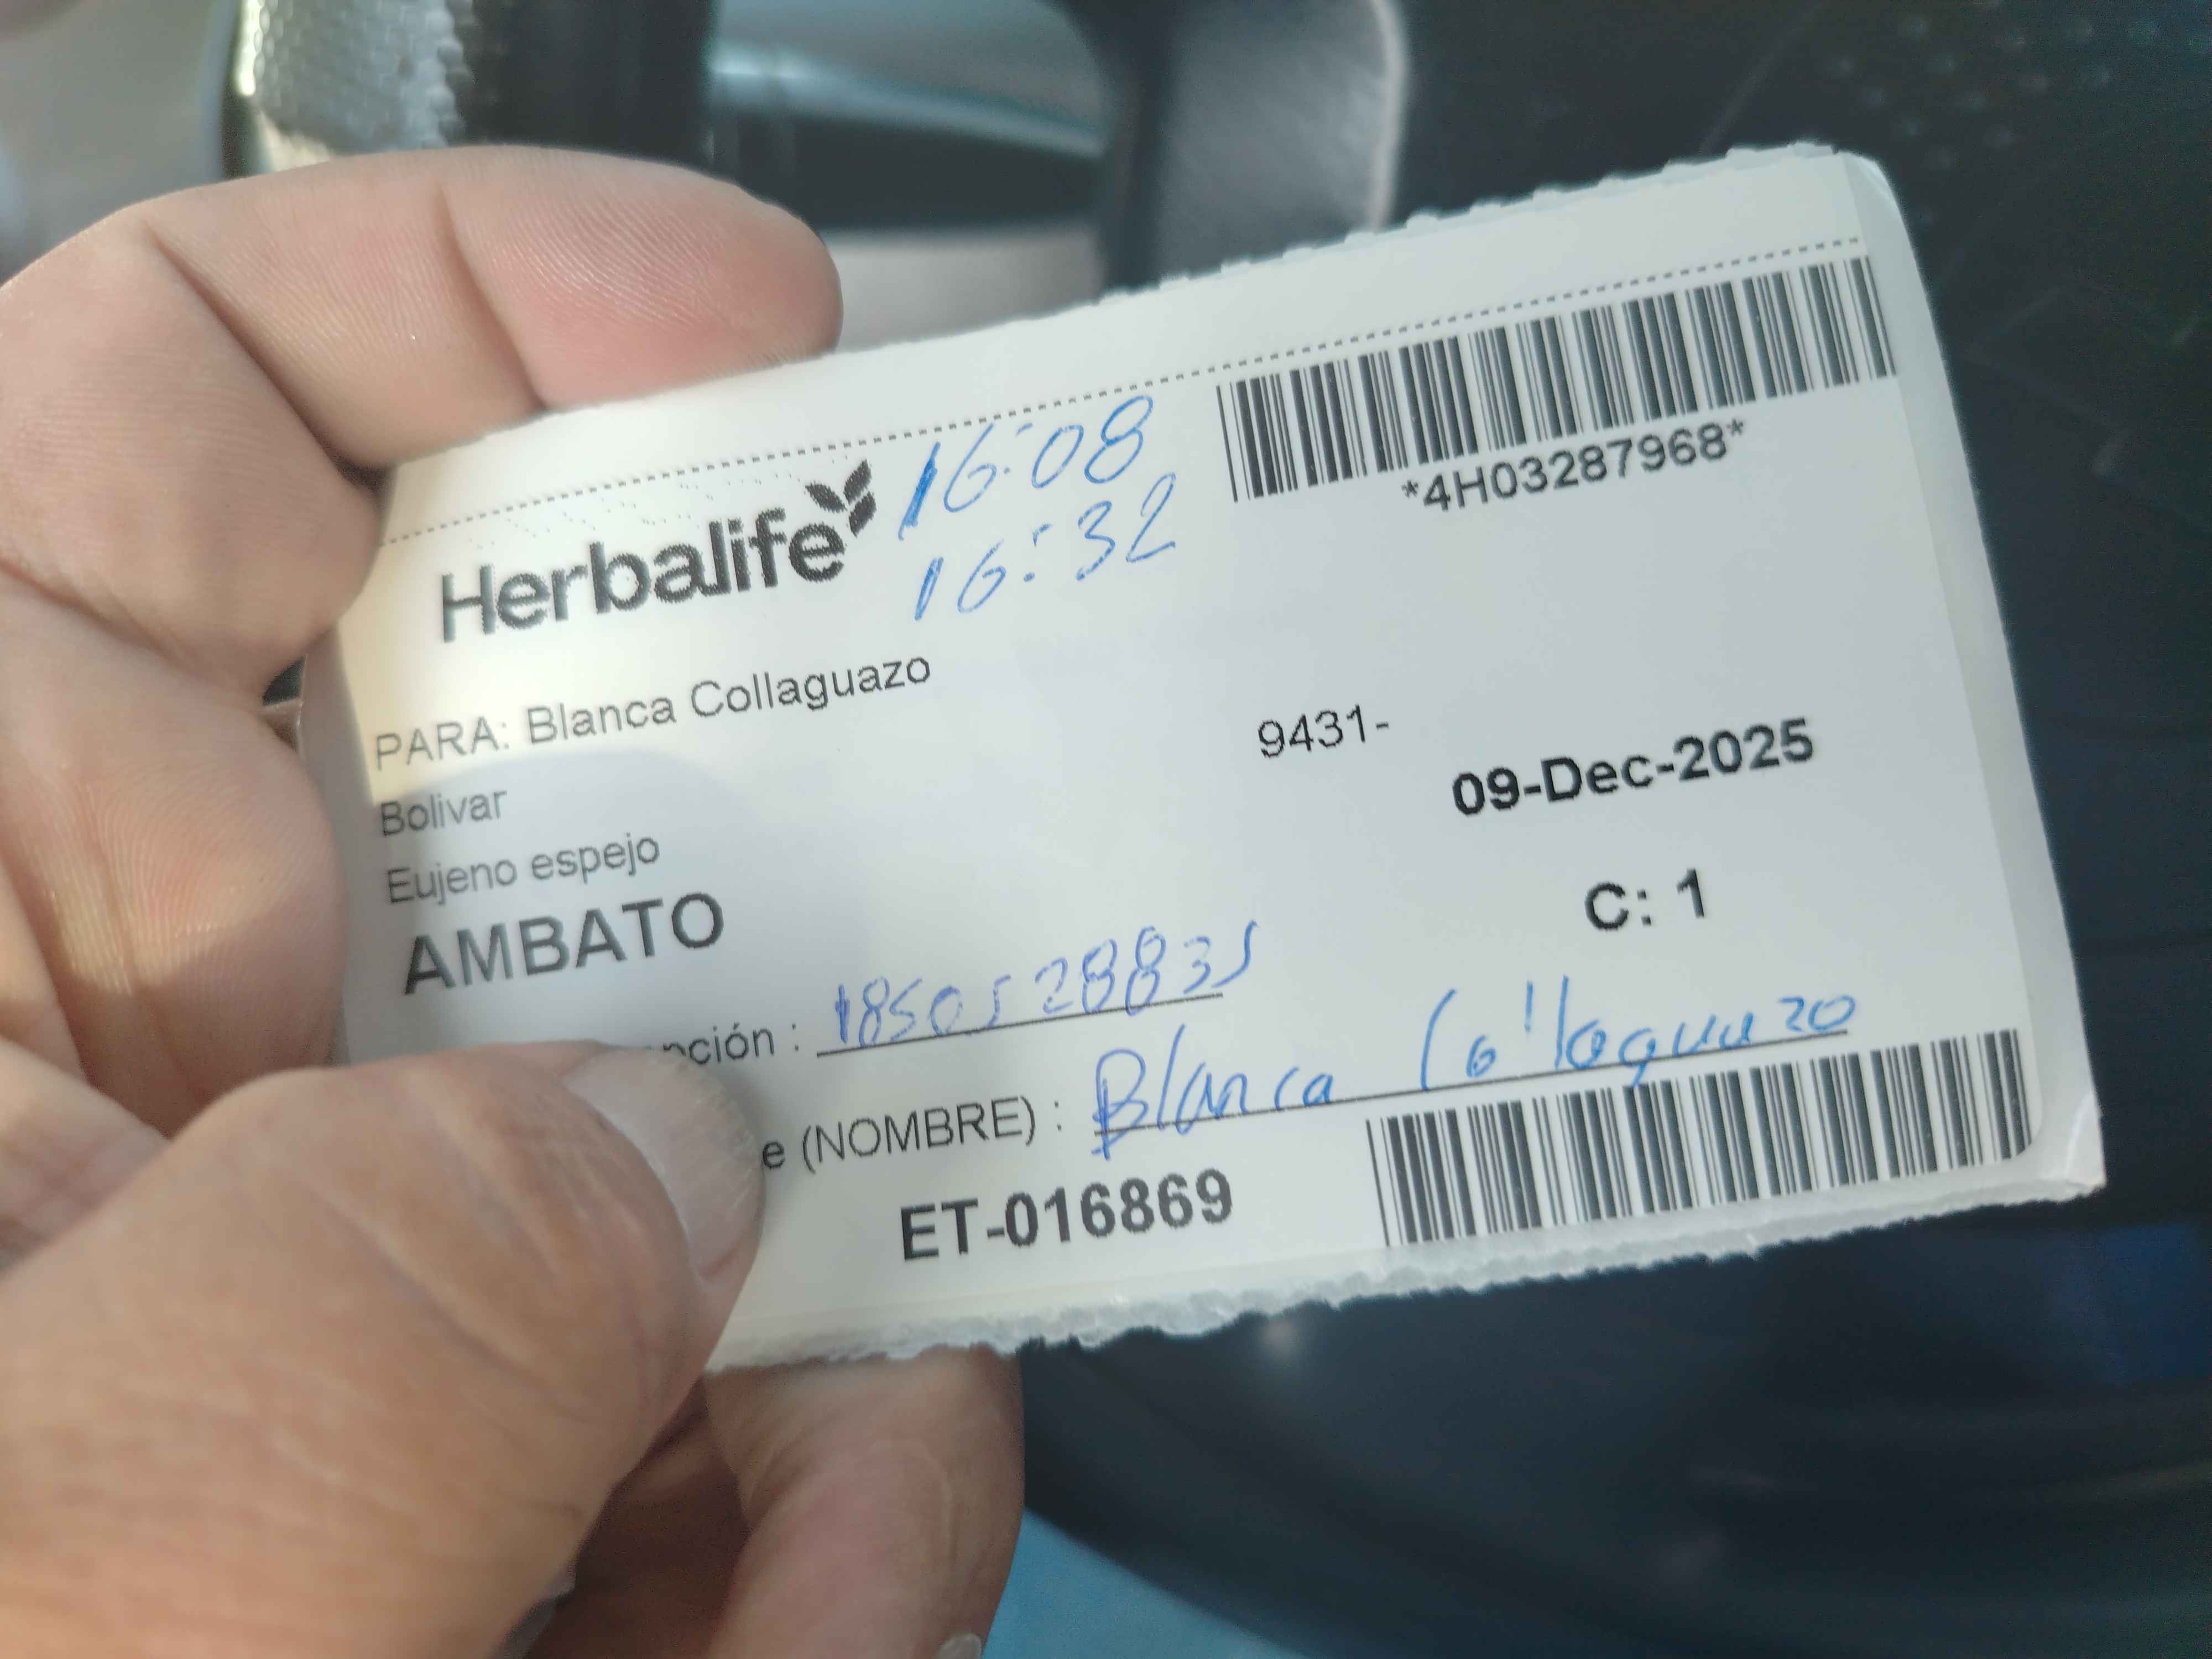 Herbalife
16:08
16:32
*4H03287968*
PARA: Blanca Collaguazo
9431-
Bolivar
09-Dec-2025
Eujeno espejo
C: 1
AMBATO
nción : 1850528835
e (NOMBRE) : Blanca Collaguazo
ET-016869